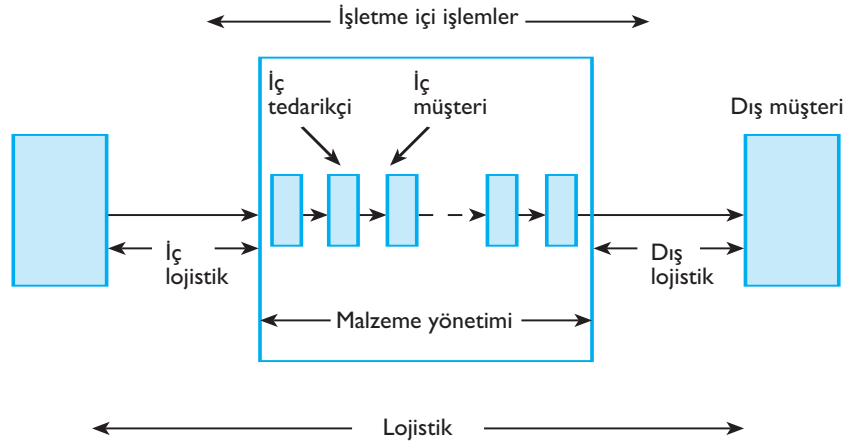 İşletme içi işlemler
İç
tedarikçi
İç
müşteri
Dış müşteri
İç
lojistik
Dış
lojistik
Malzeme yönetimi
Lojistik